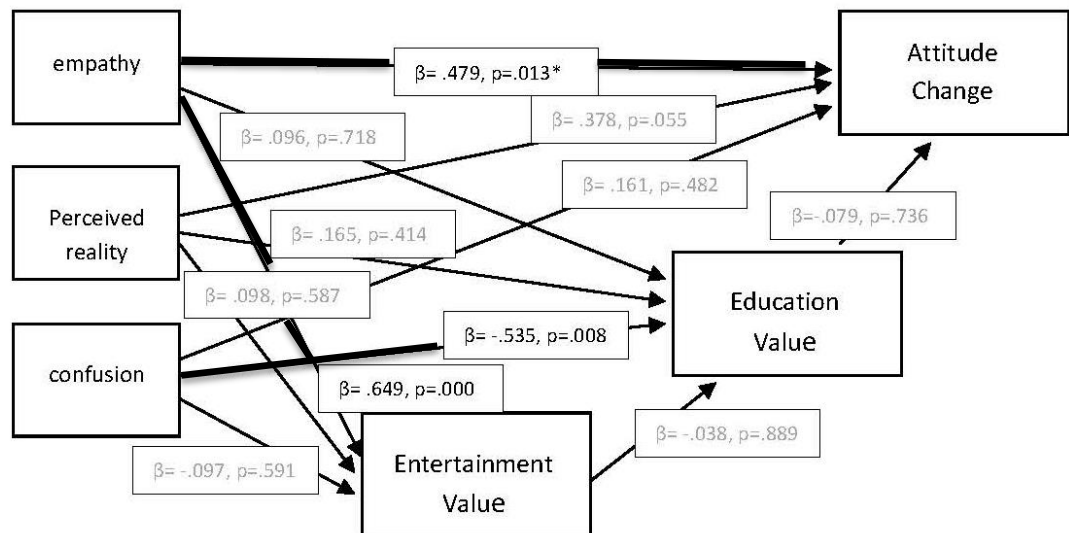 empathy
Attitude
Change
β= .479, p=.013*
β= .378, p=.055
β= .096, p=.718
β= .161, p=.482
Perceived
reality
β= .165, p=.414
β=-.079, p=.736
β= .098, p=.587
Education
Value
β= -.535, p=.008
confusion
β= .649, p=.000
β= -.038, p=.889
β= -.097, p=.591
Entertainment
Value